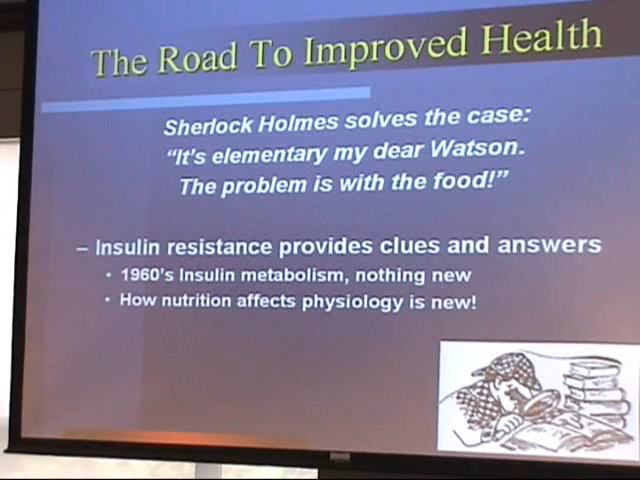 The Road To Improved Health
Sherlock Holmes solves the case:
“It's elementary my dear Watson.
The problem is with the food!”
– Insulin resistance provides clues and answers
• 1960's Insulin metabolism, nothing new
• How nutrition affects physiology is new!